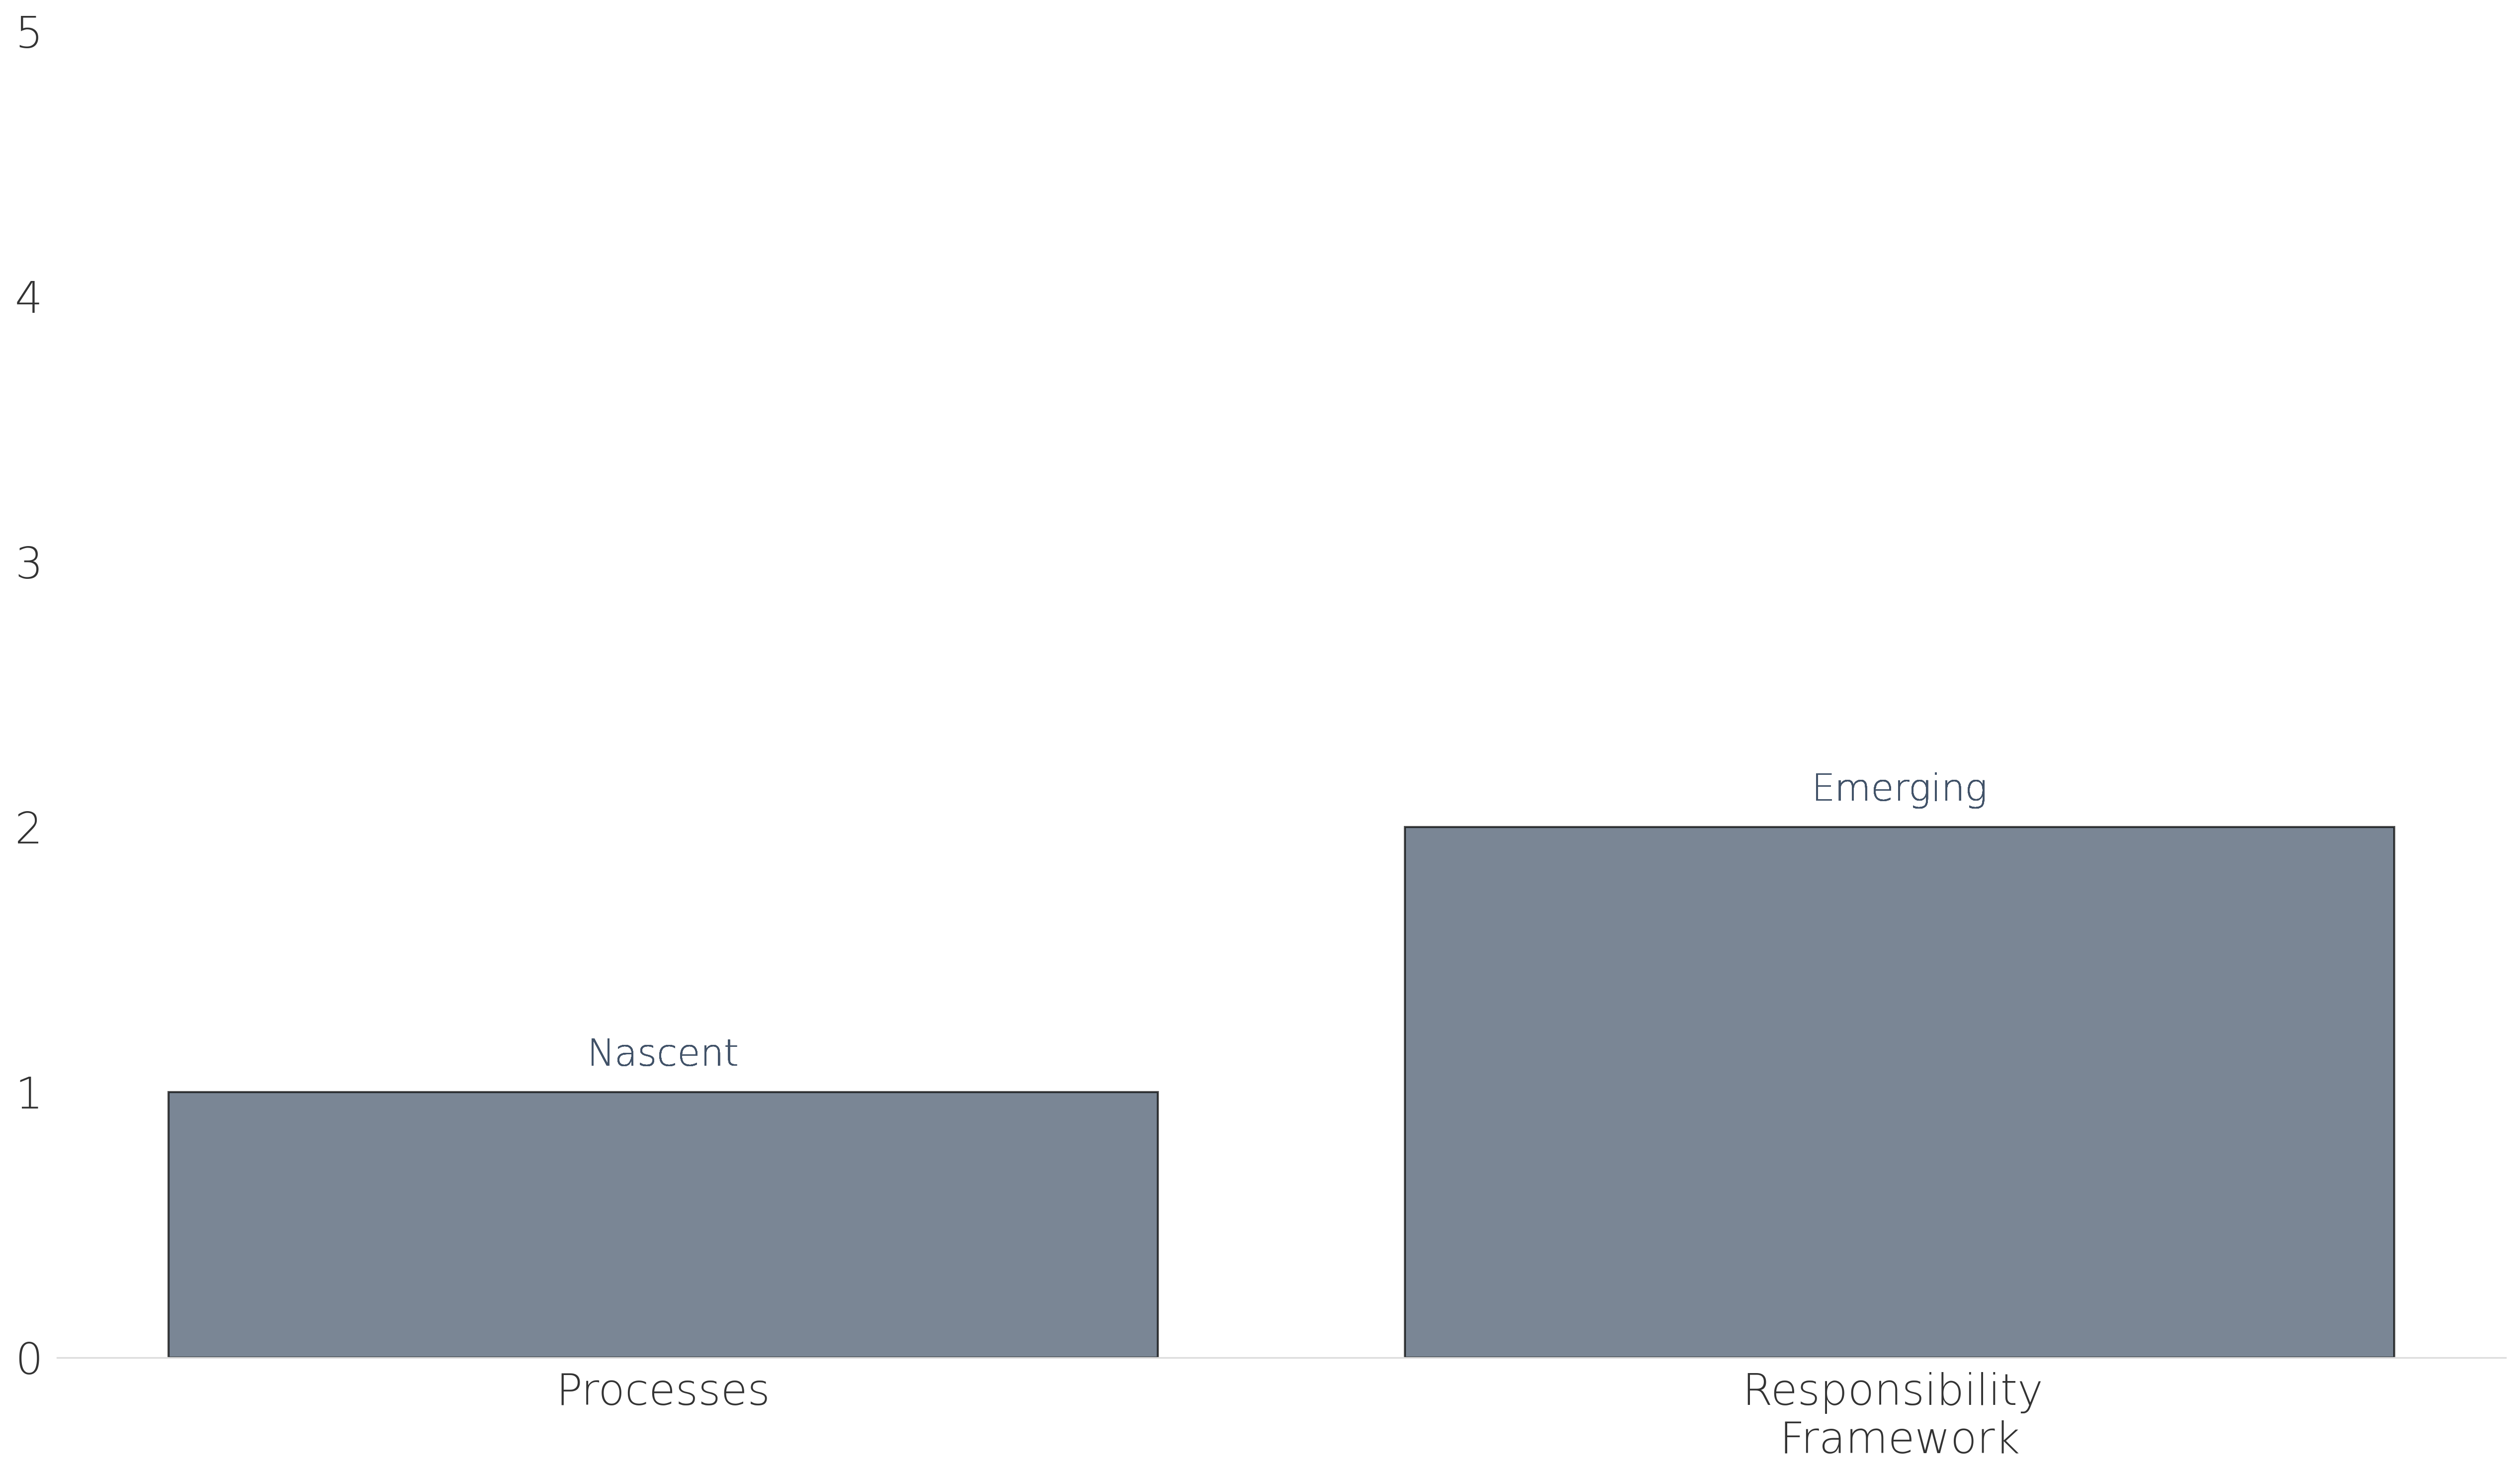 5
4
3
2
1
0
Emerging
Nascent
Processes
Responsibility
Framework